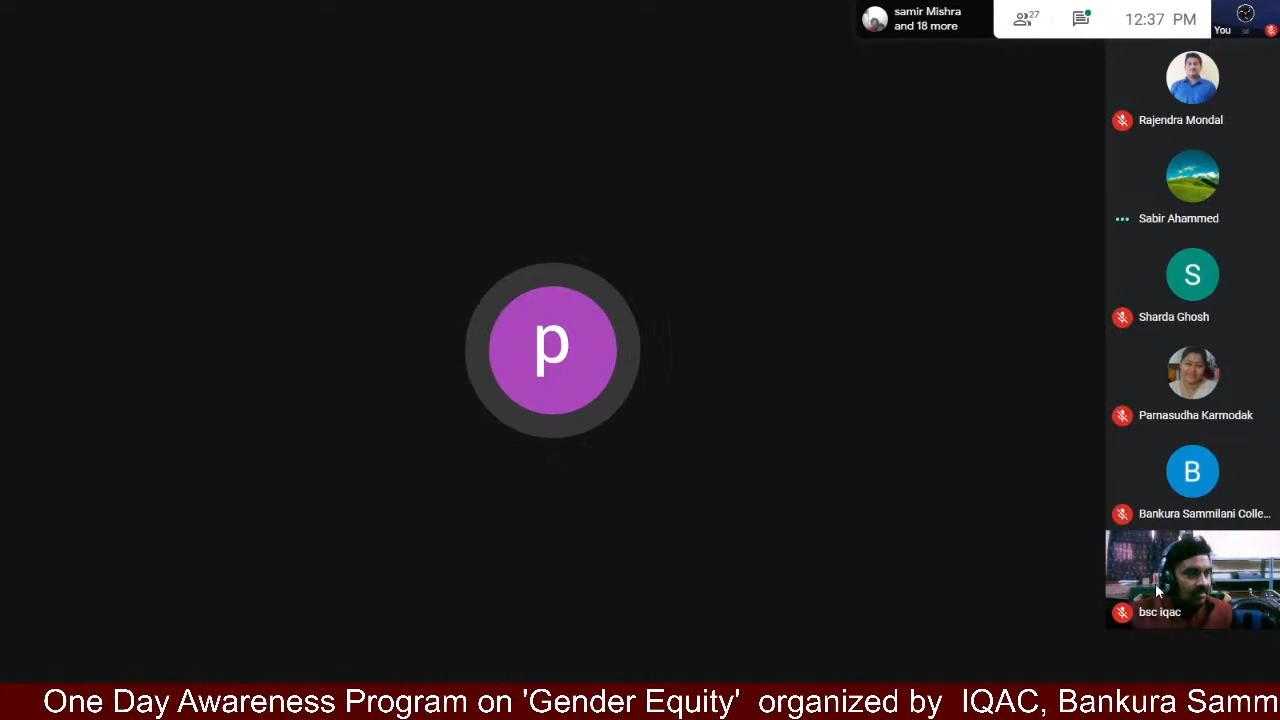 samir Mishra
and 18 more
27
12:37 PM
You
Rajendra Mondal
Sabir Ahammed
S
Sharda Ghosh
p
Parnasudha Karmodak
B
Bankura Sammilani Colle...
bsc iqac
One Day Awareness Program on 'Gender Equity' organized by IQAC, Bankura Samm